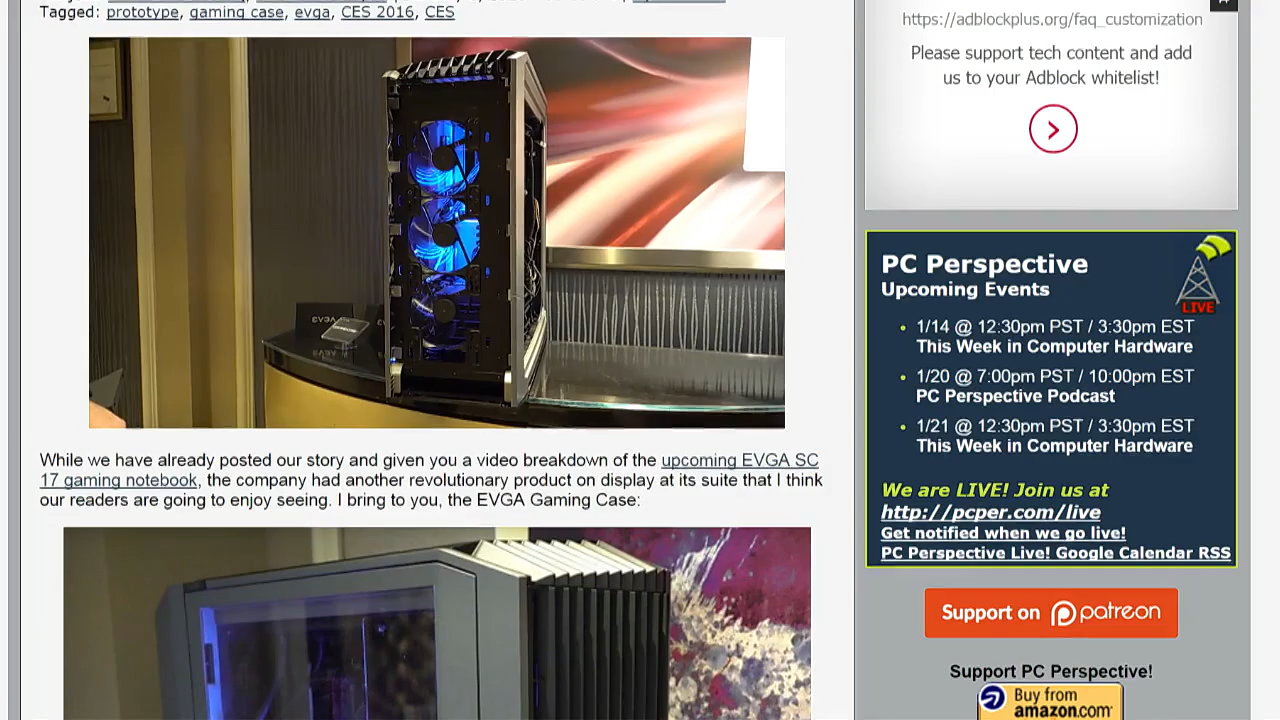 Tagged: prototype, gaming case, evga, CES 2016, CES
EVGA
While we have already posted our story and given you a video breakdown of the upcoming EVGA SC
17 gaming notebook, the company had another revolutionary product on display at its suite that I think
our readers are going to enjoy seeing. I bring to you, the EVGA Gaming Case:
https://adblockplus.org/faq_customization
Please support tech content and add
us to your Adblock whitelist!
PC Perspective
Upcoming Events
LIVE
• 1/14 @ 12:30pm PST / 3:30pm EST
This Week in Computer Hardware
• 1/20 @ 7:00pm PST / 10:00pm EST
PC Perspective Podcast
• 1/21 @ 12:30pm PST / 3:30pm EST
This Week in Computer Hardware
We are LIVE! Join us at
http://pcper.com/live
Get notified when we go live!
PC Perspective Live! Google Calendar RSS
Support on patreon
Support PC Perspective!
Buy from
amazon.com